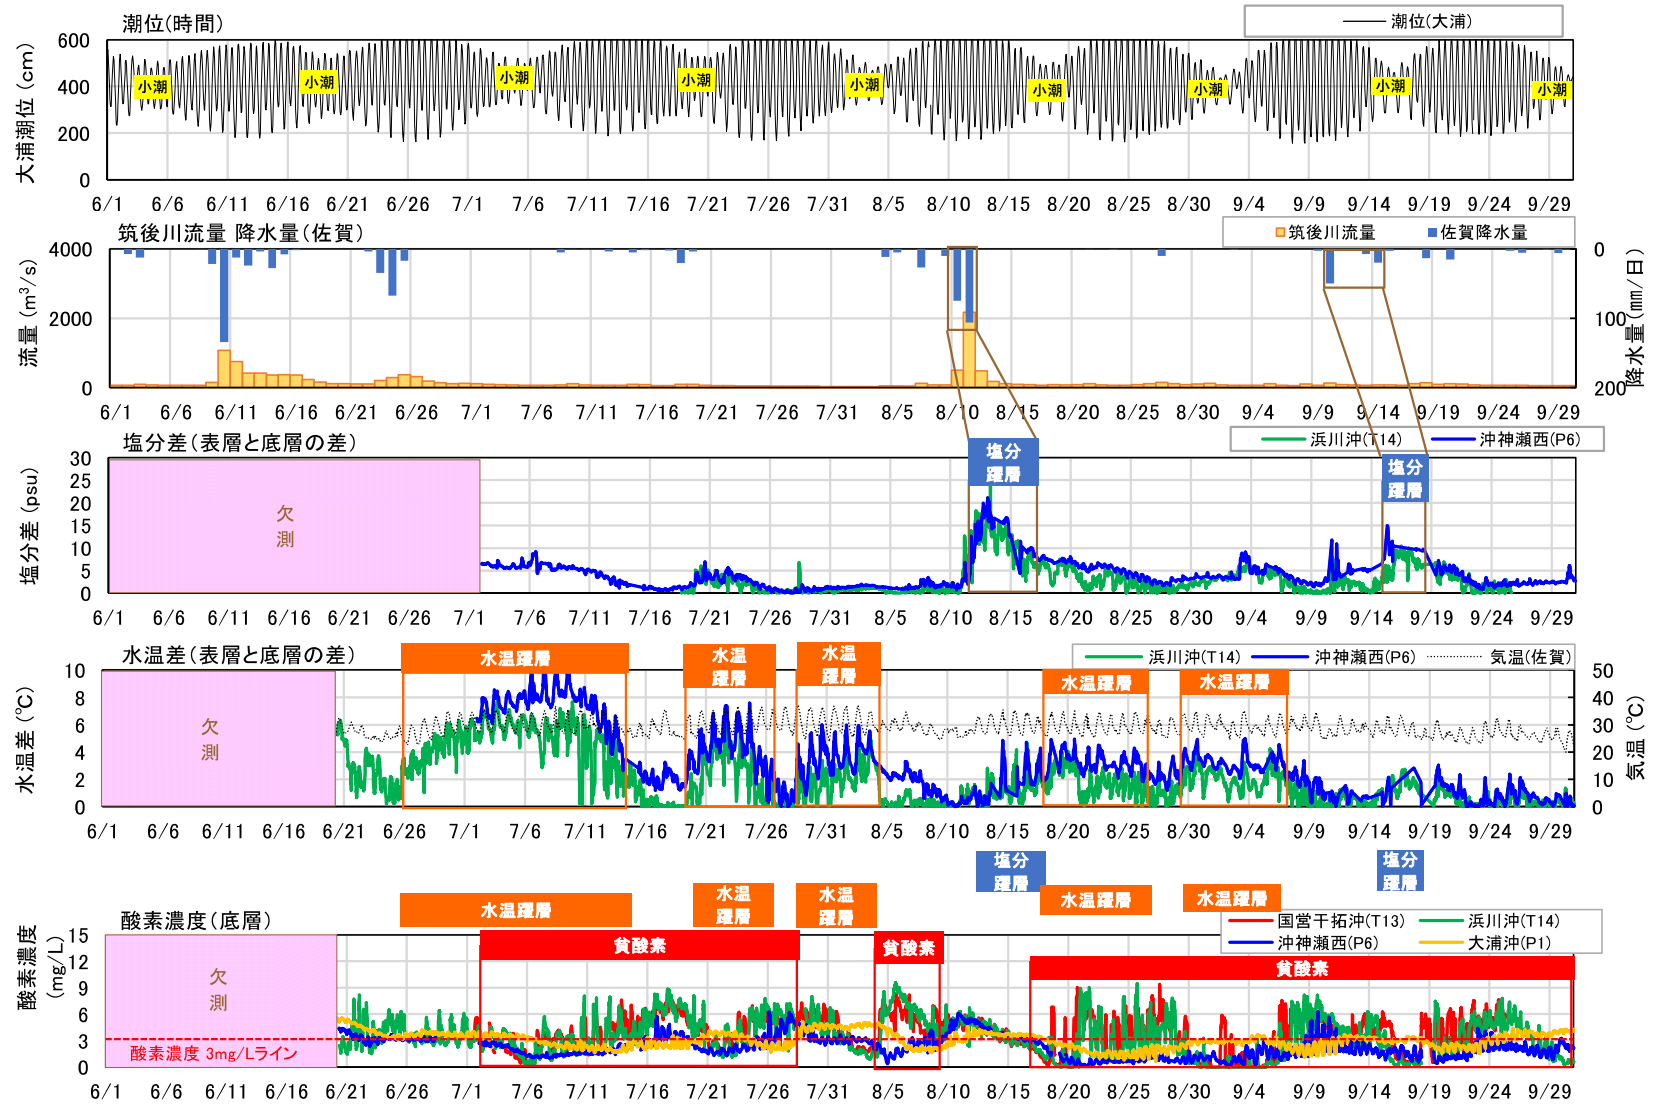 潮位(時間)
潮位(大浦)
大浦潮位 (cm)
600
400
200
0
小潮 小潮 小潮 小潮 小潮 小潮 小潮 小潮 小潮
6/1 6/6 6/11 6/16 6/21 6/26 7/1 7/6 7/11 7/16 7/21 7/26 7/31 8/5 8/10 8/15 8/20 8/25 8/30 9/4 9/9 9/14 9/19 9/24 9/29
筑後川流量 降水量(佐賀)
筑後川流量 佐賀降水量
流量 (m³/s)
4000
2000
0
0
100
200
降水量(㎜/日)
6/1 6/6 6/11 6/16 6/21 6/26 7/1 7/6 7/11 7/16 7/21 7/26 7/31 8/5 8/10 8/15 8/20 8/25 8/30 9/4 9/9 9/14 9/19 9/24 9/29
塩分差(表層と底層の差)
浜川沖(T14) 沖神瀬西(P6)
塩分差 (psu)
30
25
20
15
10
5
0
欠
測
塩分
躍層
塩分
躍層
6/1 6/6 6/11 6/16 6/21 6/26 7/1 7/6 7/11 7/16 7/21 7/26 7/31 8/5 8/10 8/15 8/20 8/25 8/30 9/4 9/9 9/14 9/19 9/24 9/29
水温差(表層と底層の差)
浜川沖(T14) 沖神瀬西(P6) 気温(佐賀)
水温差 (℃)
10
8
6
4
2
0
50
40
30
20
10
0
気温 (℃)
欠
測
水温躍層
水温
躍層
水温
躍層
水温躍層
水温躍層
6/1 6/6 6/11 6/16 6/21 6/26 7/1 7/6 7/11 7/16 7/21 7/26 7/31 8/5 8/10 8/15 8/20 8/25 8/30 9/4 9/9 9/14 9/19 9/24 9/29
塩分
躍層
塩分
躍層
水温躍層
水温
躍層
水温
躍層
水温躍層
水温躍層
酸素濃度(底層)
国営干拓沖(T13) 浜川沖(T14)
沖神瀬西(P6) 大浦沖(P1)
酸素濃度
(mg/L)
15
12
9
6
3
0
欠
測
酸素濃度 3mg/Lライン
貧酸素
貧酸素
貧酸素
6/1 6/6 6/11 6/16 6/21 6/26 7/1 7/6 7/11 7/16 7/21 7/26 7/31 8/5 8/10 8/15 8/20 8/25 8/30 9/4 9/9 9/14 9/19 9/24 9/29